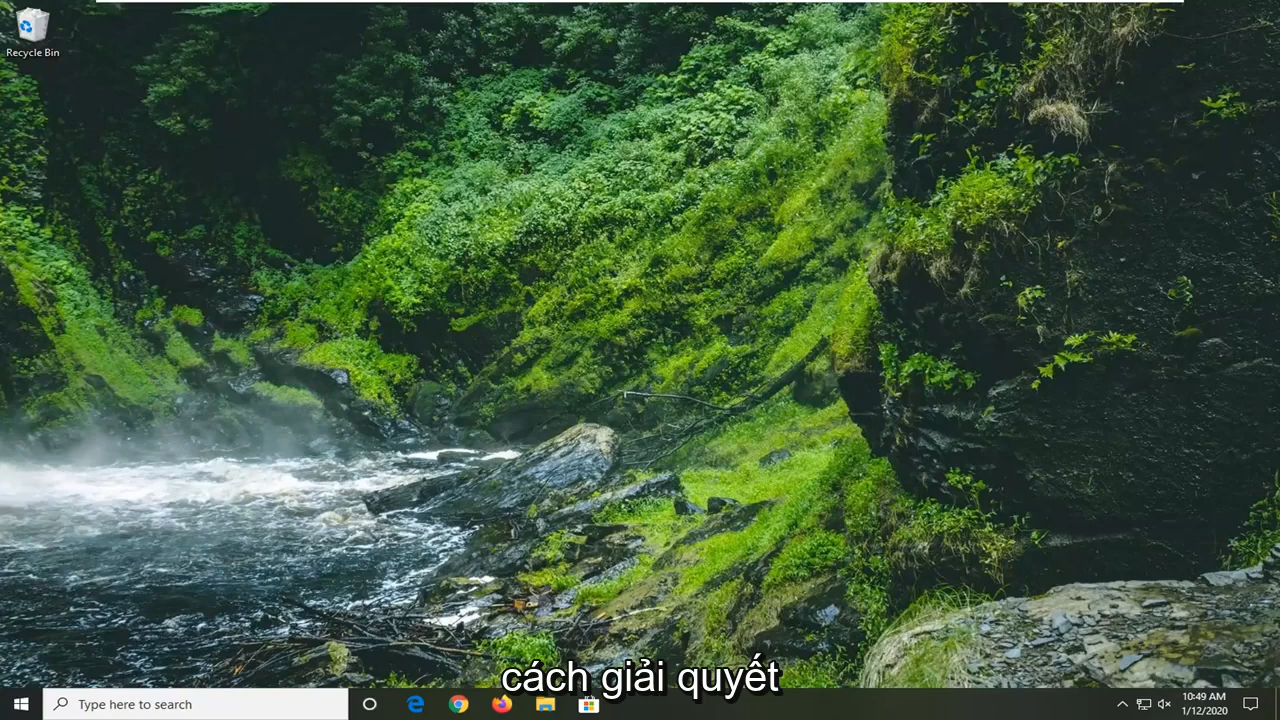 Recycle Bin
cách giải quyết
Type here to search
10:49 AM
1/12/2020